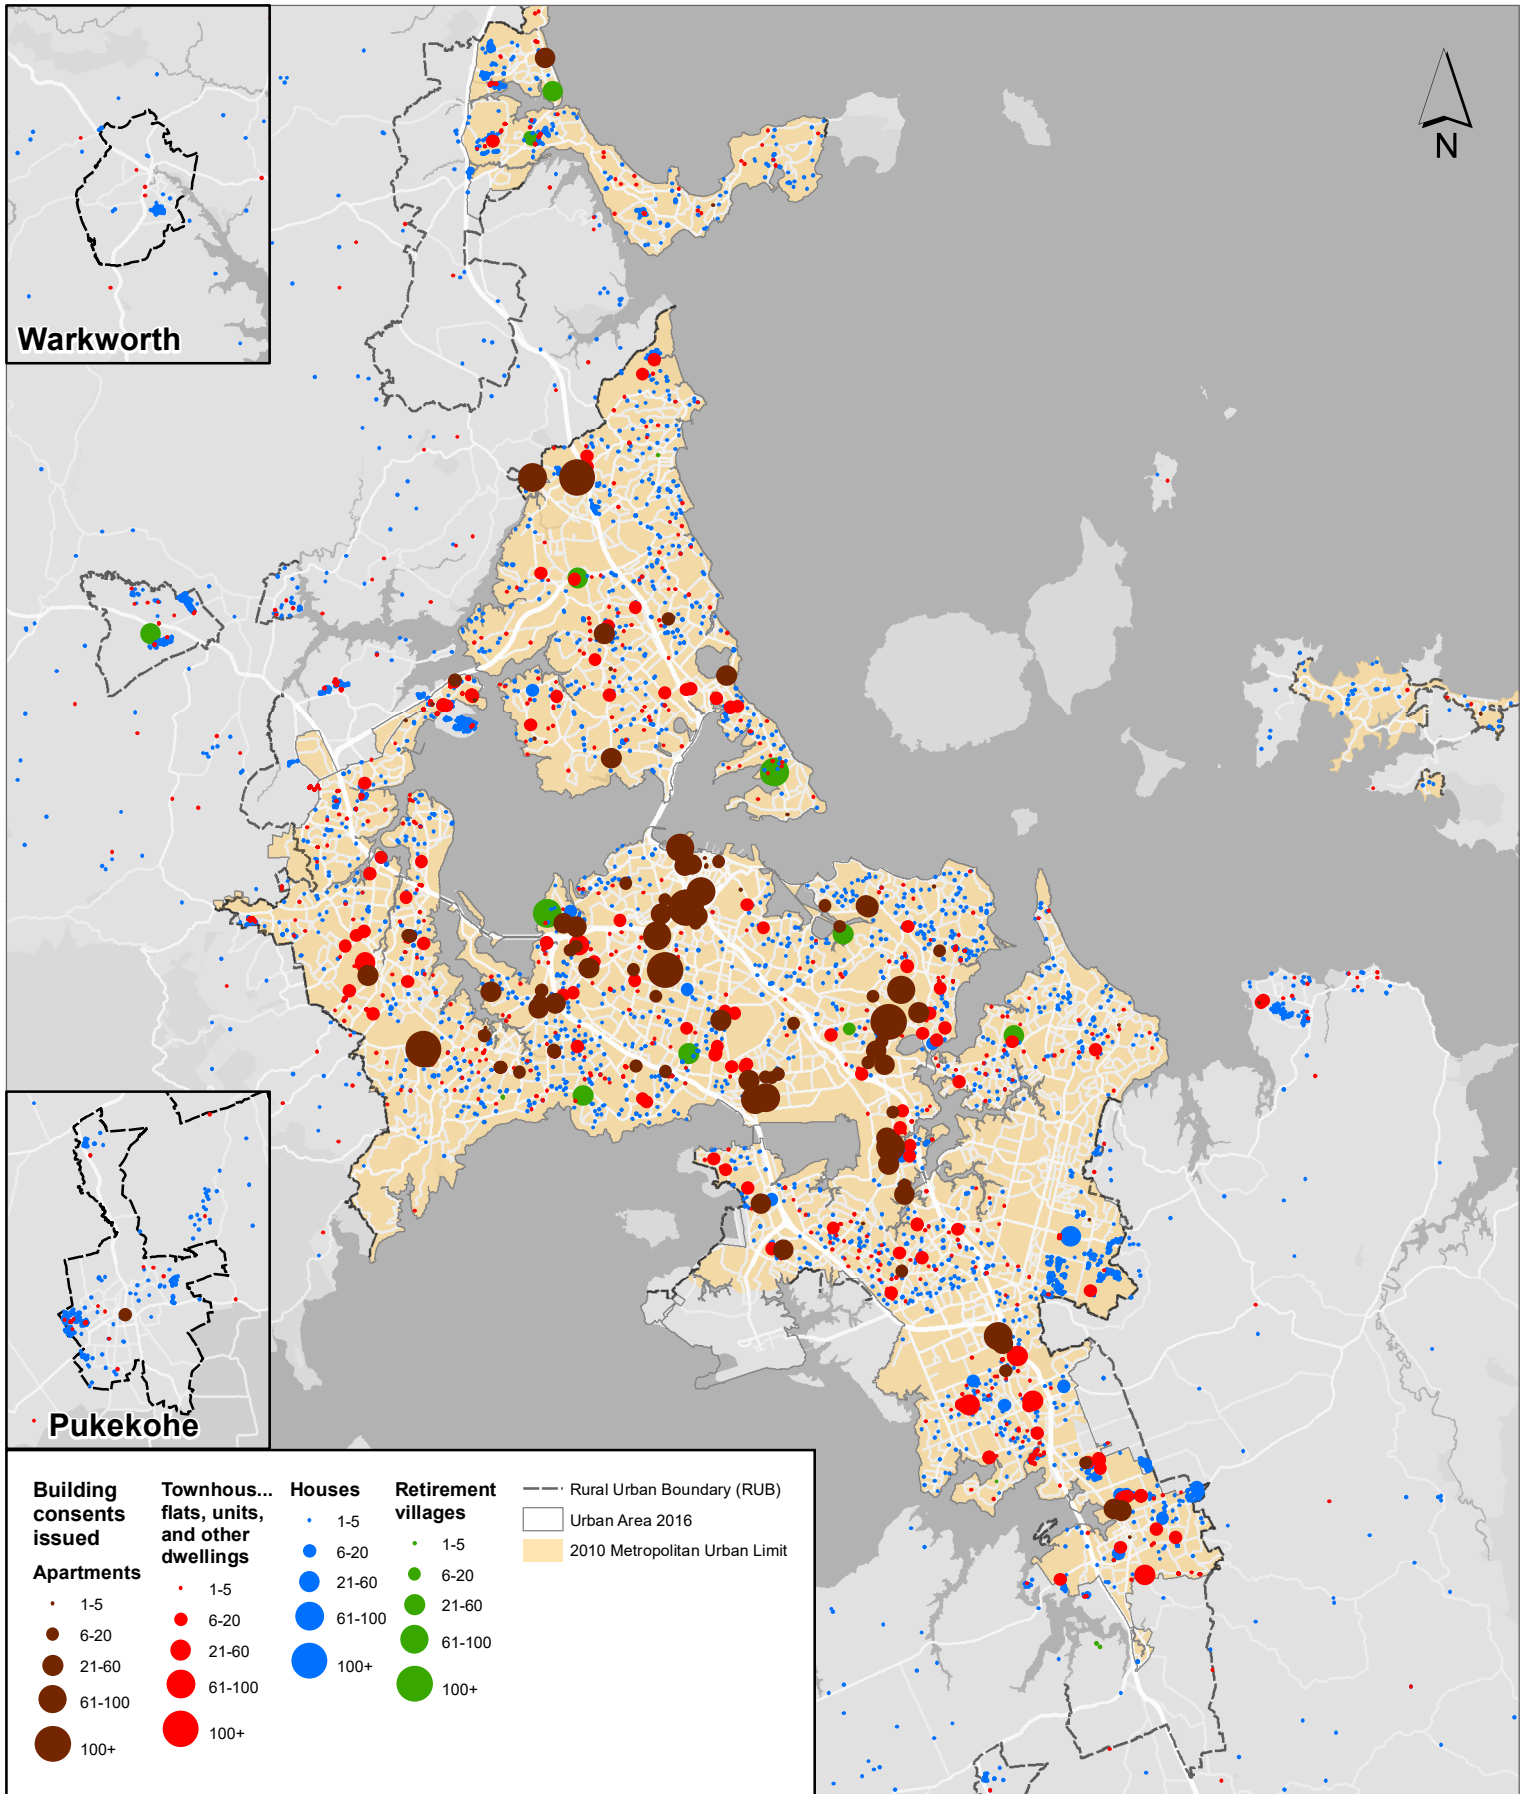 N
Warkworth
Pukekohe
Building
consents
issued
Apartments
1-5
6-20
21-60
61-100
100+
Townhous...
flats, units,
and other
dwellings
1-5
6-20
21-60
61-100
100+
Houses
1-5
6-20
21-60
61-100
100+
Retirement
villages
1-5
6-20
21-60
61-100
100+
Rural Urban Boundary (RUB)
Urban Area 2016
2010 Metropolitan Urban Limit